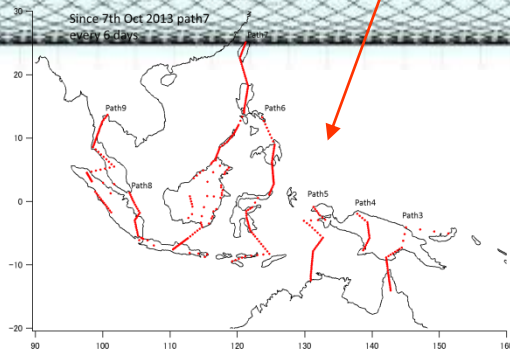 Since 7th Oct 2013 path7
every 6 days
Path7
Path9
Path6
Path8
Path5
Path4
Path3
30
20
10
0
-10
-20
90 100 110 120 130 140 150 160